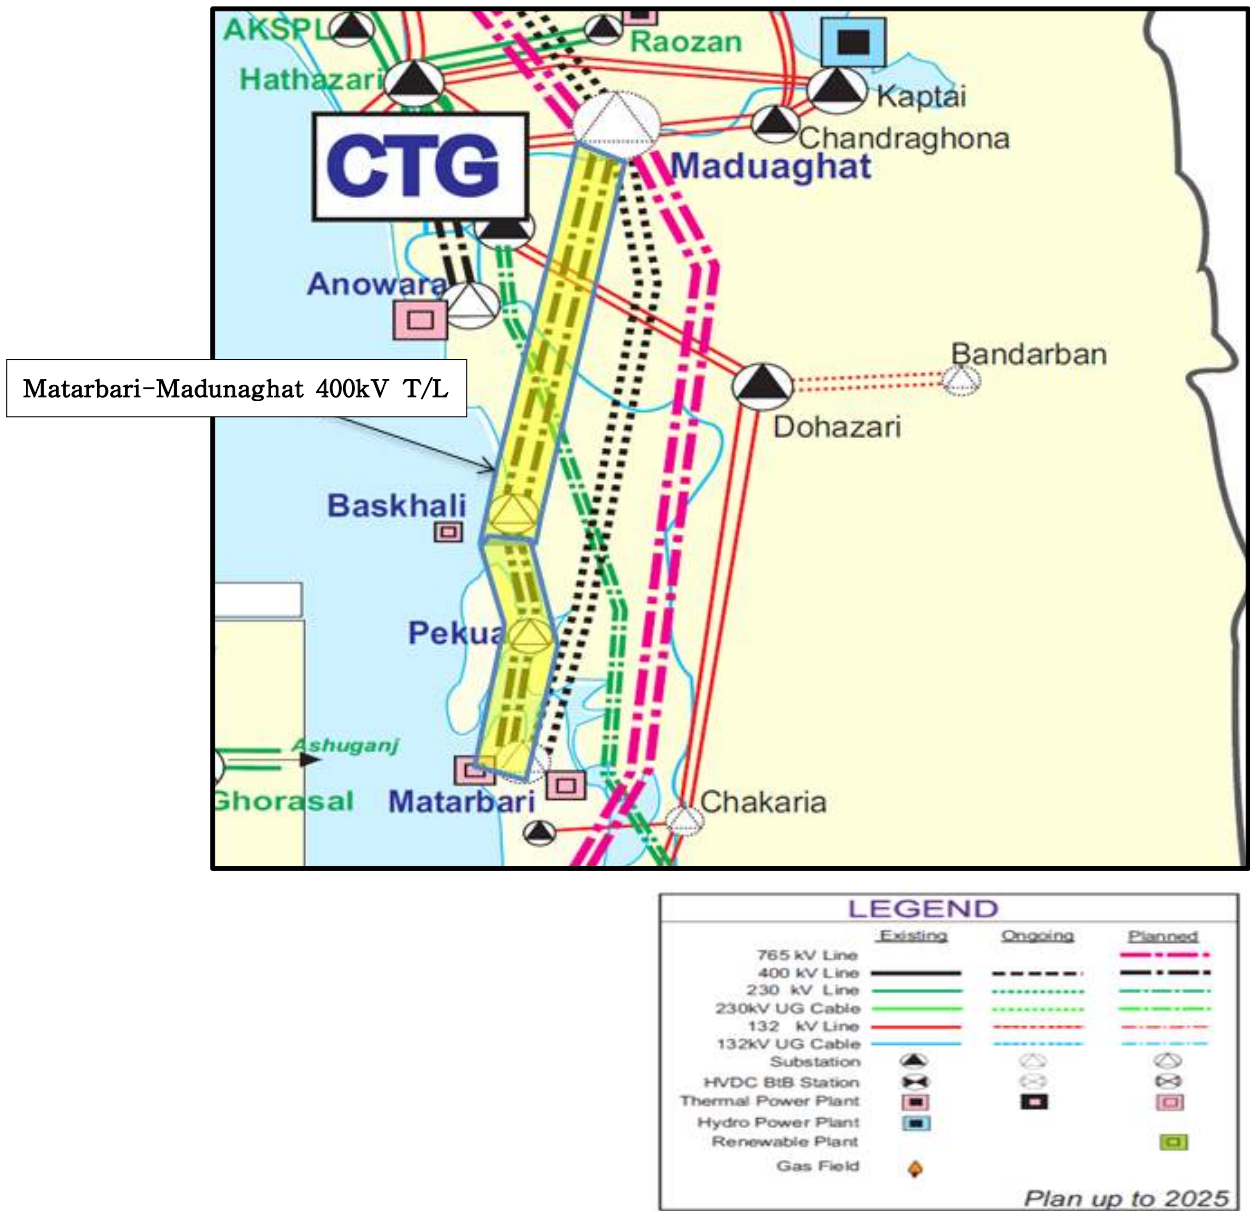 AKSPL
Raozan
Hathazari
Kaptai
CTG
Chandraghona
Maduaghat
Anowara
Bandarban
Matarbari-Madunaghat 400kV T/L
Dohazari
Baskhali
Pekua
Ashuganj
Ghorasal
Matarbari
Chakaria
LEGEND
Existing Ongoing Planned
765 kV Line
400 kV Line
230 kV Line
230kV UG Cable
132 kV Line
132kV UG Cable
Substation
HVDC BtB Station
Thermal Power Plant
Hydro Power Plant
Renewable Plant
Gas Field
Plan up to 2025